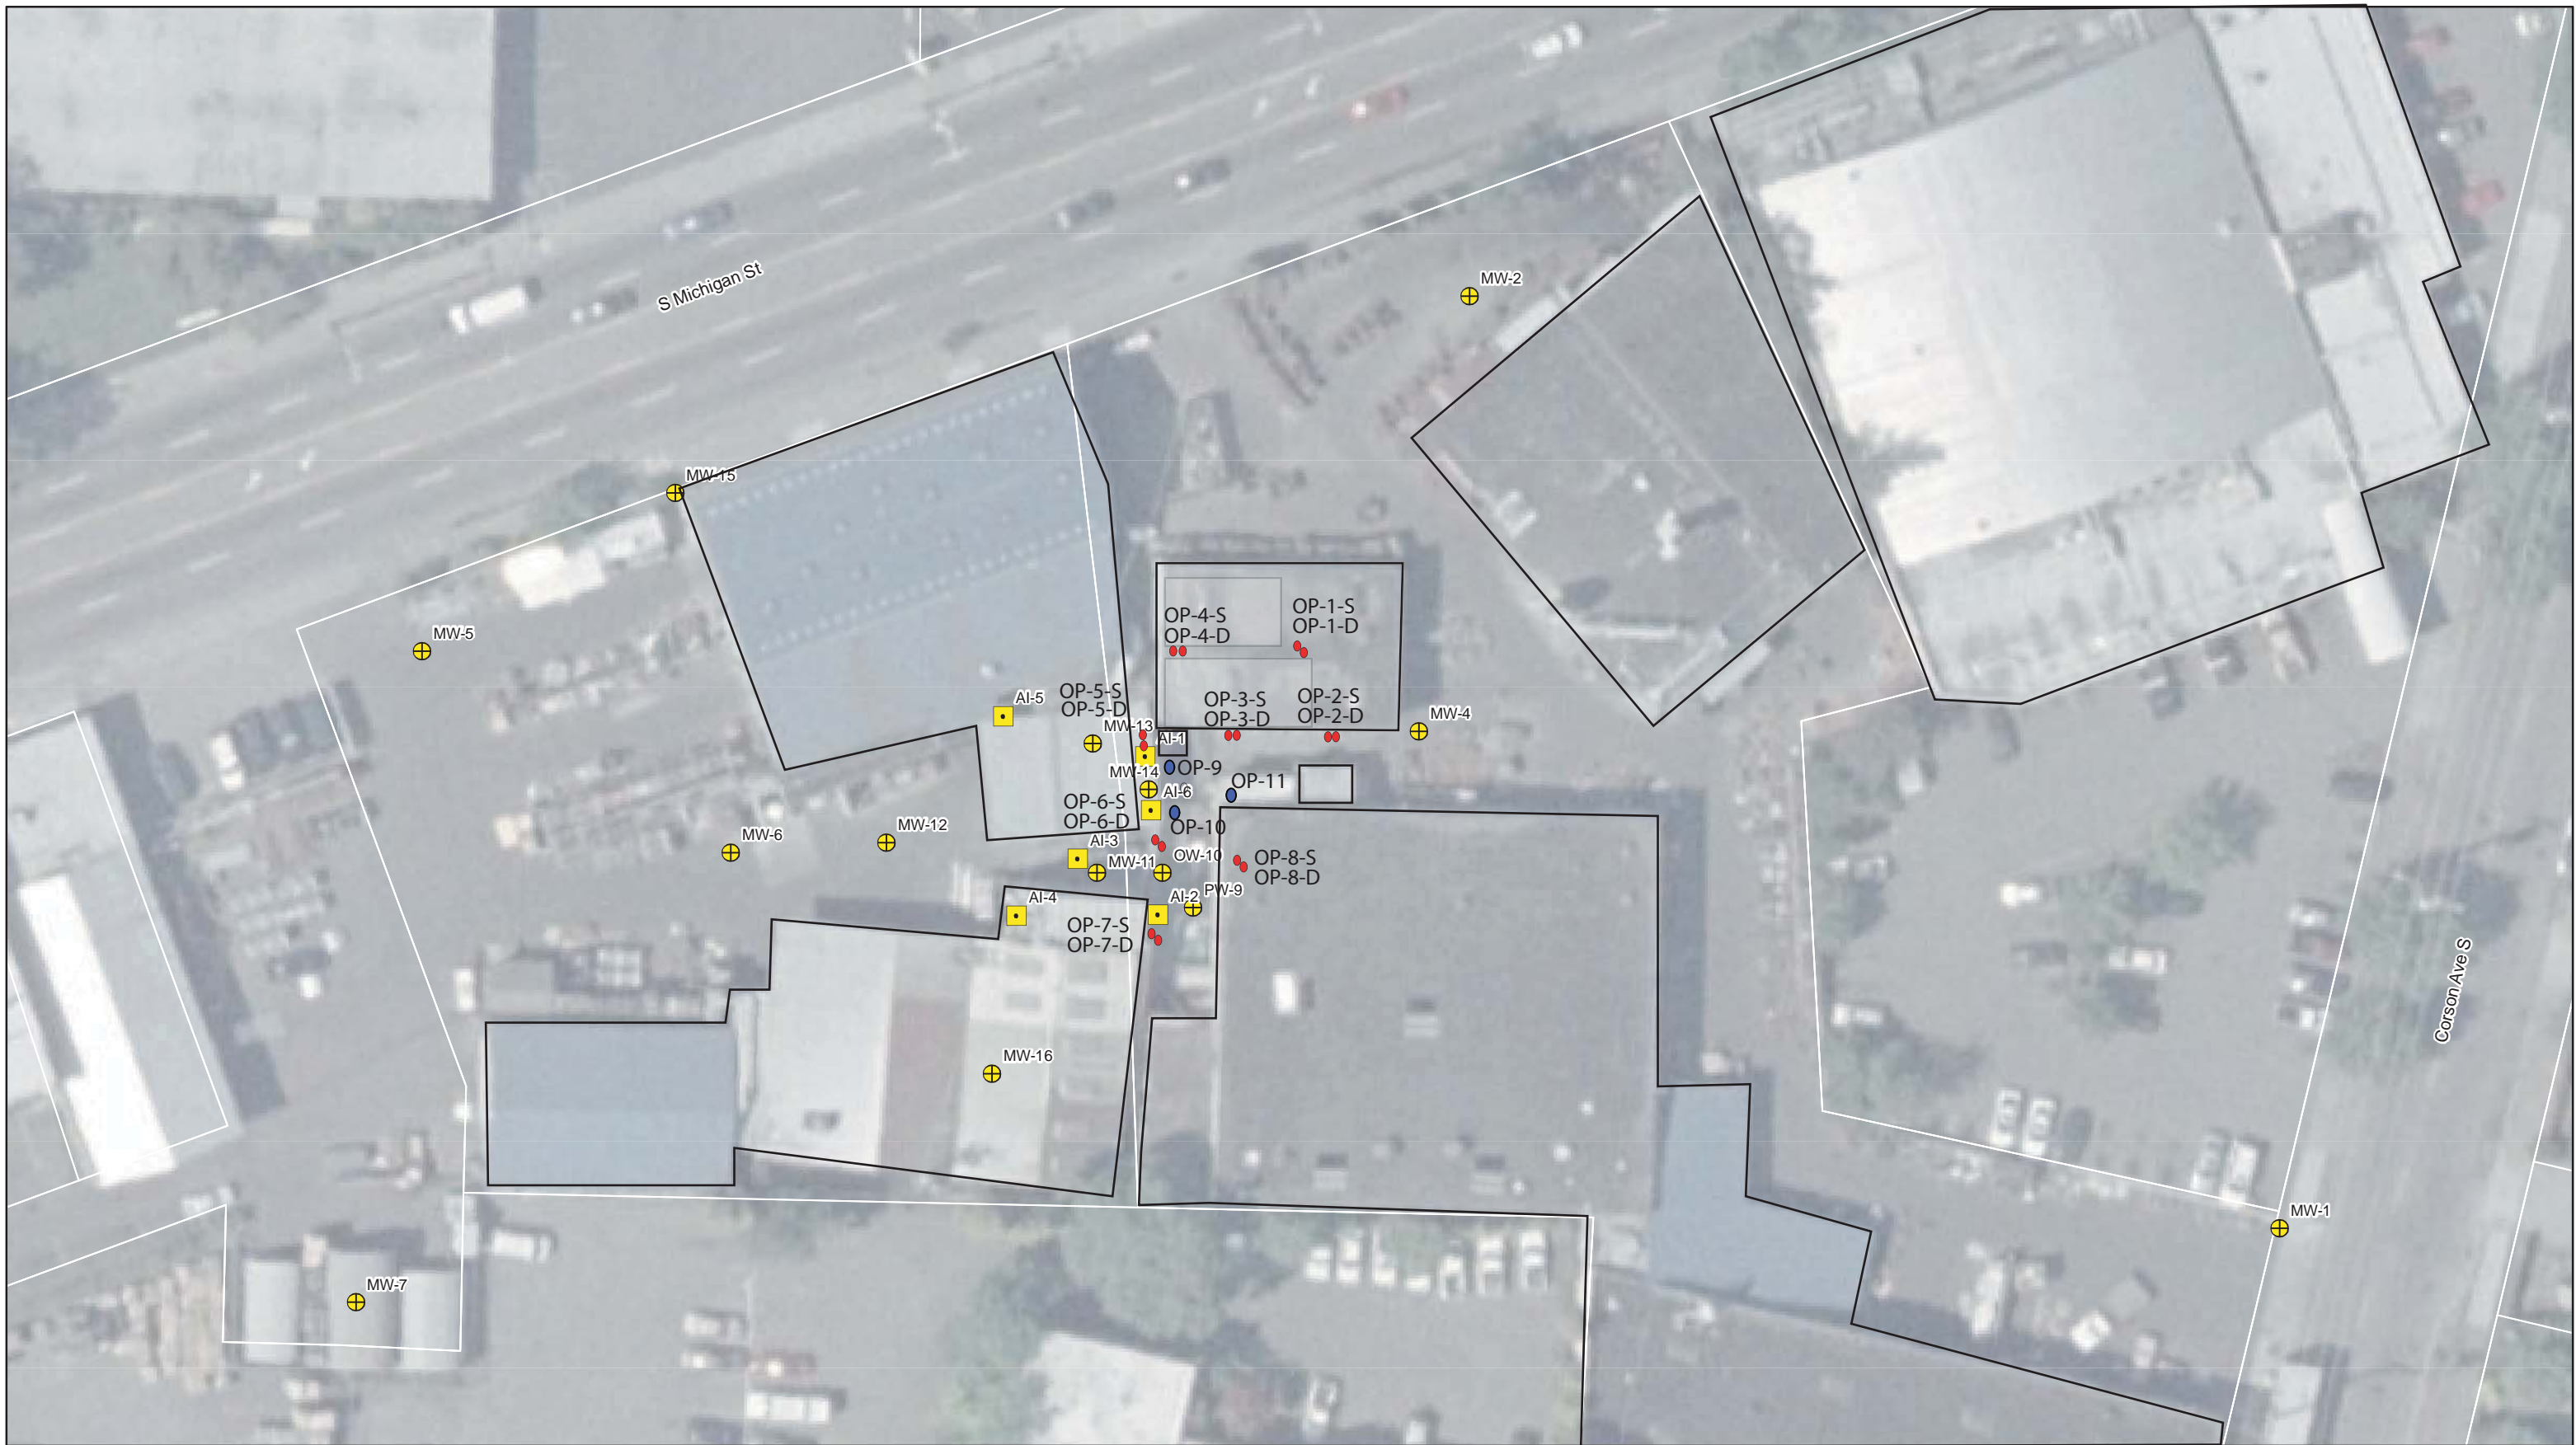 S Michigan St
MW-2
MW-15
MW-5
OP-4-S
OP-4-D
OP-1-S
OP-1-D
AI-5
OP-5-S
OP-5-D
OP-3-S
OP-3-D
OP-2-S
OP-2-D
MW-4
MW-13
AI-1
MW-14
OP-9
AI-6
OP-11
OP-6-S
OP-6-D
OP-10
MW-6
MW-12
AI-3
MW-11
OW-10
OP-8-S
OP-8-D
AI-4
AI-2
PW-9
OP-7-S
OP-7-D
Corson Ave S
MW-16
MW-1
MW-7